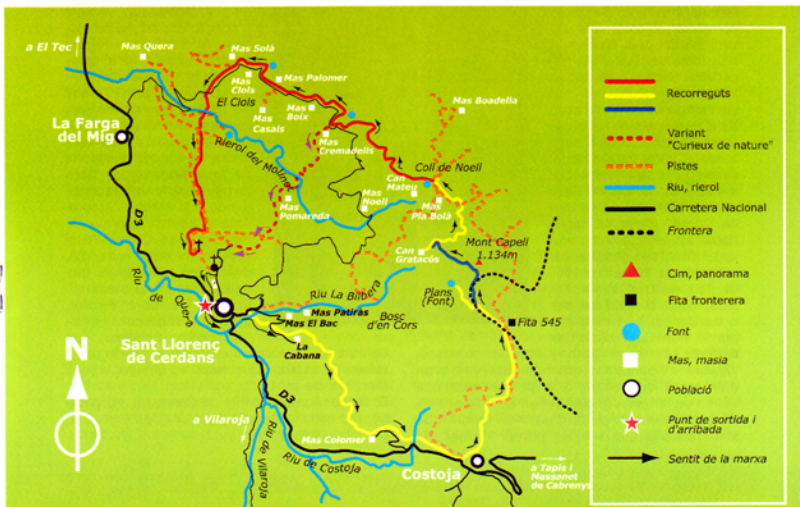 a El Tec
Mas Quera
Mas Solà
Mas Clois
Mas Palomer
El Clois
Mas Casals
Mas Boix
Mas Boadella
La Farga
del Mig
Rierol del Molinet
Mas
Cremadells
Coll de Noell
Can
Mateu
Mas
Noell
Mas
Pla Bolà
Mas
Pomareda
D3
Can
Gratacós
Mont Capell
1.134m
Riu de Quera
Riu La Bilbera
Plans
(Font)
Mas Patiràs
Mas El Bac
Bosc
d'en Cors
Fita 545
La
Cabana
Sant Llorenç
de Cerdans
N
D3
a Vilaroja
Riu de vilaroja
Mas Colomer
Riu de Costoja
Costoja
a Tapis i
Massanet
de Cabrenys
Recorreguts
Variant
"Curieux de nature"
Pistes
Riu, rierol
Carretera Nacional
Frontera
Cim, panorama
Fita fronterera
Font
Mas, masia
Població
Punt de sortida i
d'arribada
Sentit de la marxa